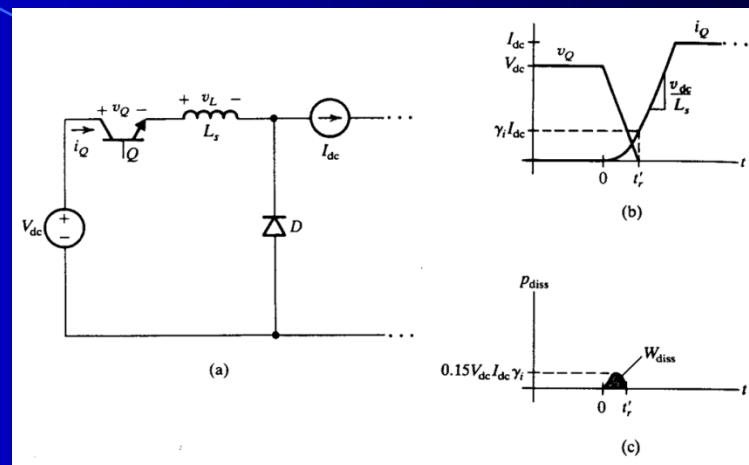 + v_Q −
+ v_L −
i_Q
Q
L_s
I_dc
V_dc
+
−
D
(a)
I_dc
V_dc
v_Q
i_Q
v_dc
L_s
γ_i I_dc
0
t'_r
t
(b)
p_diss
W_diss
0.15V_dc I_dc γ_i
0
t'_r
t
(c)